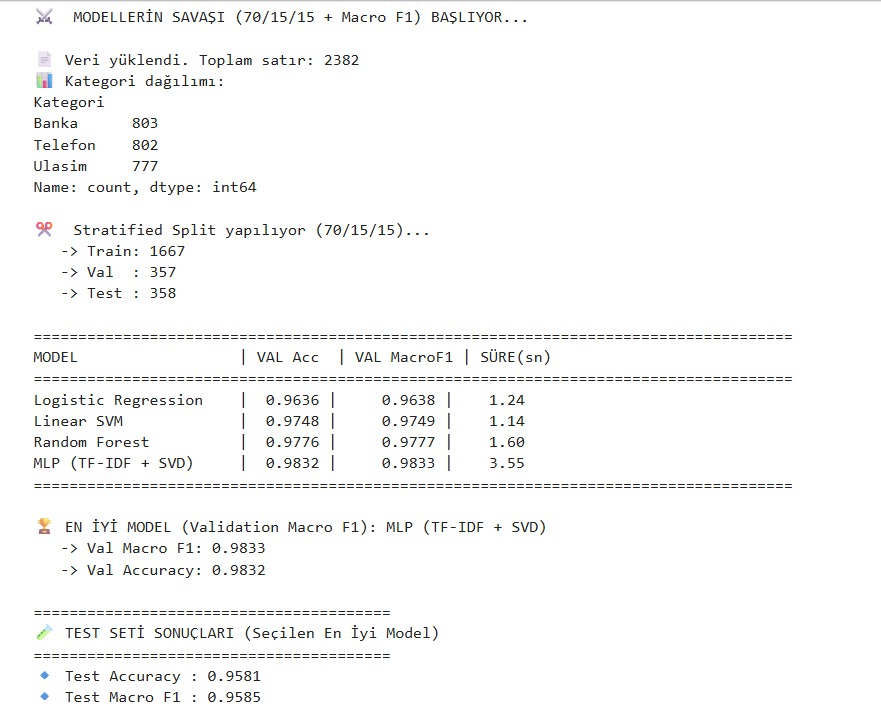 ⚔️ MODELLERİN SAVAŞI (70/15/15 + Macro F1) BAŞLIYOR...
📄 Veri yüklendi. Toplam satır: 2382
📊 Kategori dağılımı:
Kategori
Banka      803
Telefon    802
Ulasim     777
Name: count, dtype: int64
✂️ Stratified Split yapılıyor (70/15/15)...
   -> Train: 1667
   -> Val  : 357
   -> Test : 358
=====================================================================================
MODEL                  | VAL Acc  | VAL MacroF1 | SÜRE(sn)
=====================================================================================
Logistic Regression    |  0.9636 |     0.9638 |    1.24
Linear SVM             |  0.9748 |     0.9749 |    1.14
Random Forest          |  0.9776 |     0.9777 |    1.60
MLP (TF-IDF + SVD)     |  0.9832 |     0.9833 |    3.55
=====================================================================================
🏆 EN İYİ MODEL (Validation Macro F1): MLP (TF-IDF + SVD)
   -> Val Macro F1: 0.9833
   -> Val Accuracy: 0.9832
========================================
🧪 TEST SETİ SONUÇLARI (Seçilen En İyi Model)
========================================
🔹 Test Accuracy : 0.9581
🔹 Test Macro F1 : 0.9585